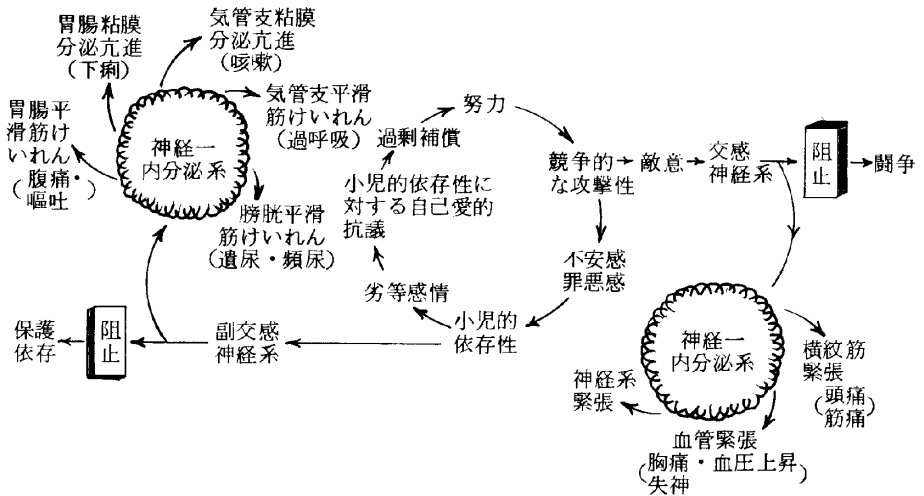 胃腸粘膜
分泌亢進
(下痢)
気管支粘膜
分泌亢進
(咳嗽)
胃腸平
滑筋け
いれん
(腹痛・
嘔吐)
神経一
内分泌系
気管支平滑
筋けいれん
(過呼吸)
膀胱平滑
筋けいれん
(遺尿・頻尿)
過剰補償
努力
競争的
な攻撃性
敵意
交感
神経系
阻止
闘争
小児的依存性に
対する自己愛的
抗議
不安感
罪悪感
劣等感情
小児的
依存性
副交感
神経系
阻止
保護
依存
神経一
内分泌系
横紋筋
緊張
(頭痛
筋痛)
神経系
緊張
血管緊張
(胸痛・血圧上昇
失神)